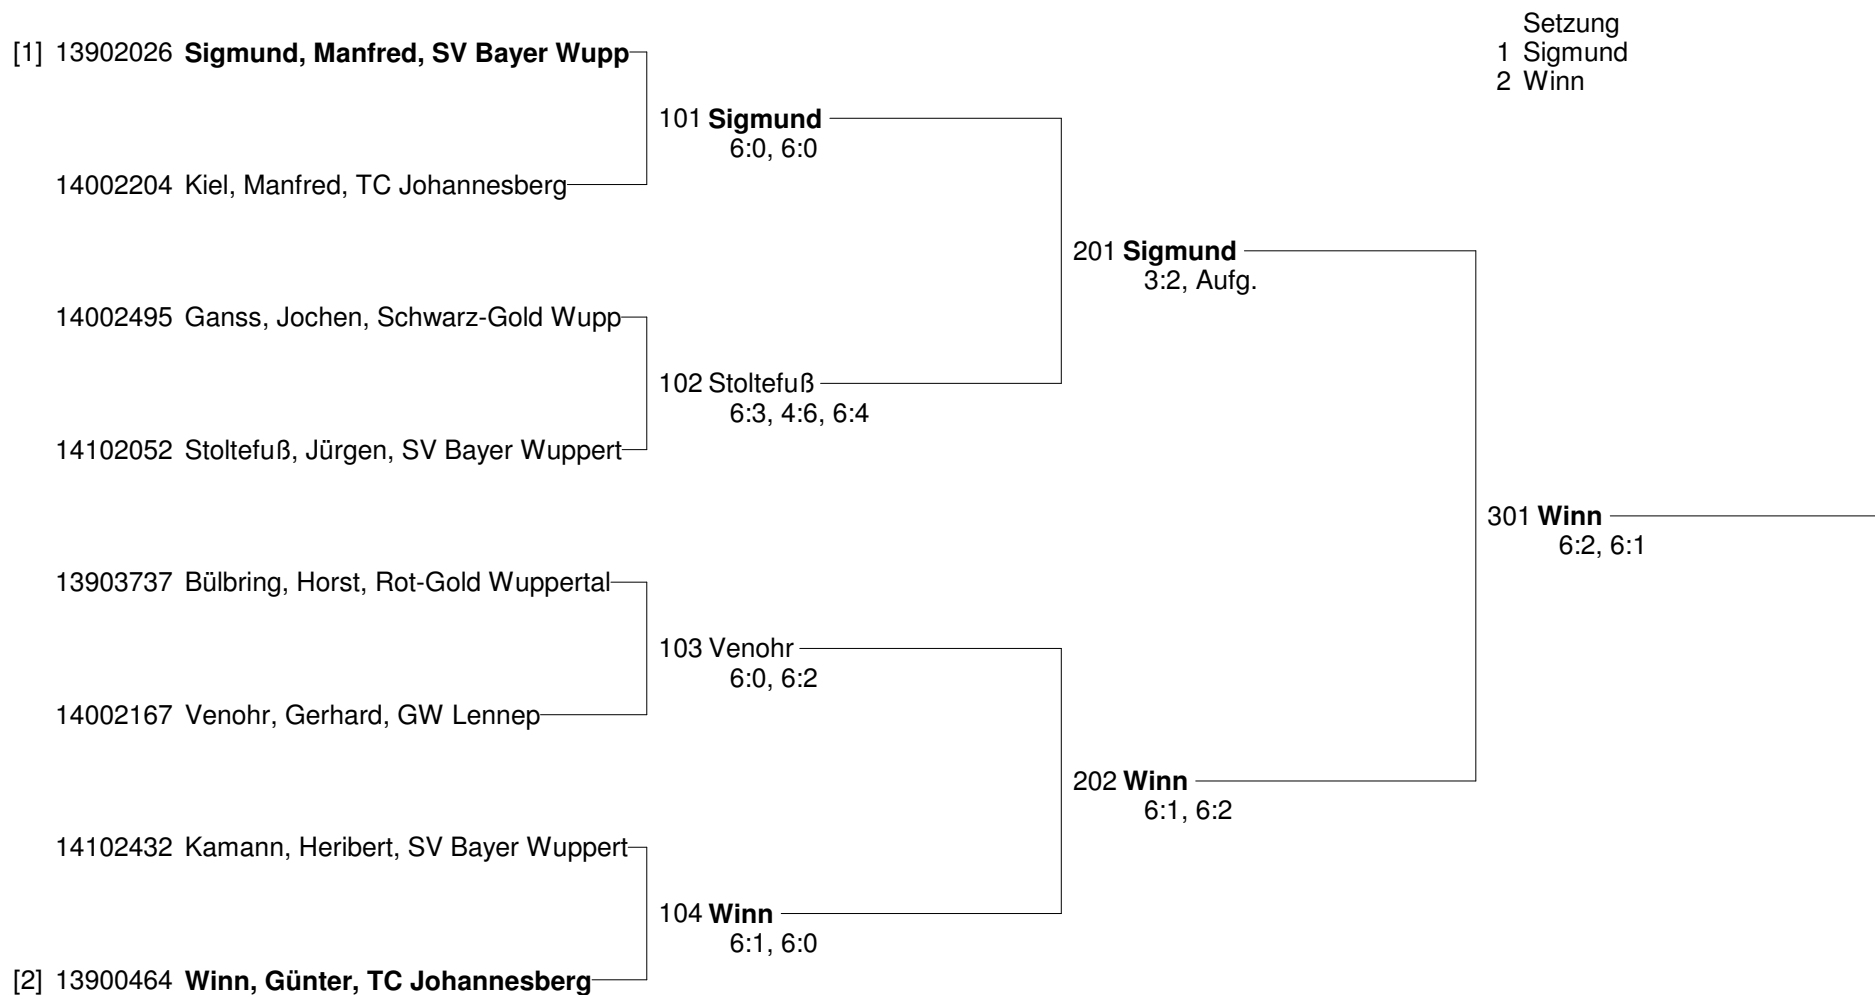 Setzung
1 Sigmund
2 Winn
[1] 13902026 Sigmund, Manfred, SV Bayer Wupp
101 Sigmund
6:0, 6:0
14002204 Kiel, Manfred, TC Johannesberg
201 Sigmund
3:2, Aufg.
14002495 Ganss, Jochen, Schwarz-Gold Wupp
102 Stoltefuß
6:3, 4:6, 6:4
14102052 Stoltefuß, Jürgen, SV Bayer Wuppert
301 Winn
6:2, 6:1
13903737 Bülbring, Horst, Rot-Gold Wuppertal
103 Venohr
6:0, 6:2
14002167 Venohr, Gerhard, GW Lennep
202 Winn
6:1, 6:2
14102432 Kamann, Heribert, SV Bayer Wuppert
104 Winn
6:1, 6:0
[2] 13900464 Winn, Günter, TC Johannesberg